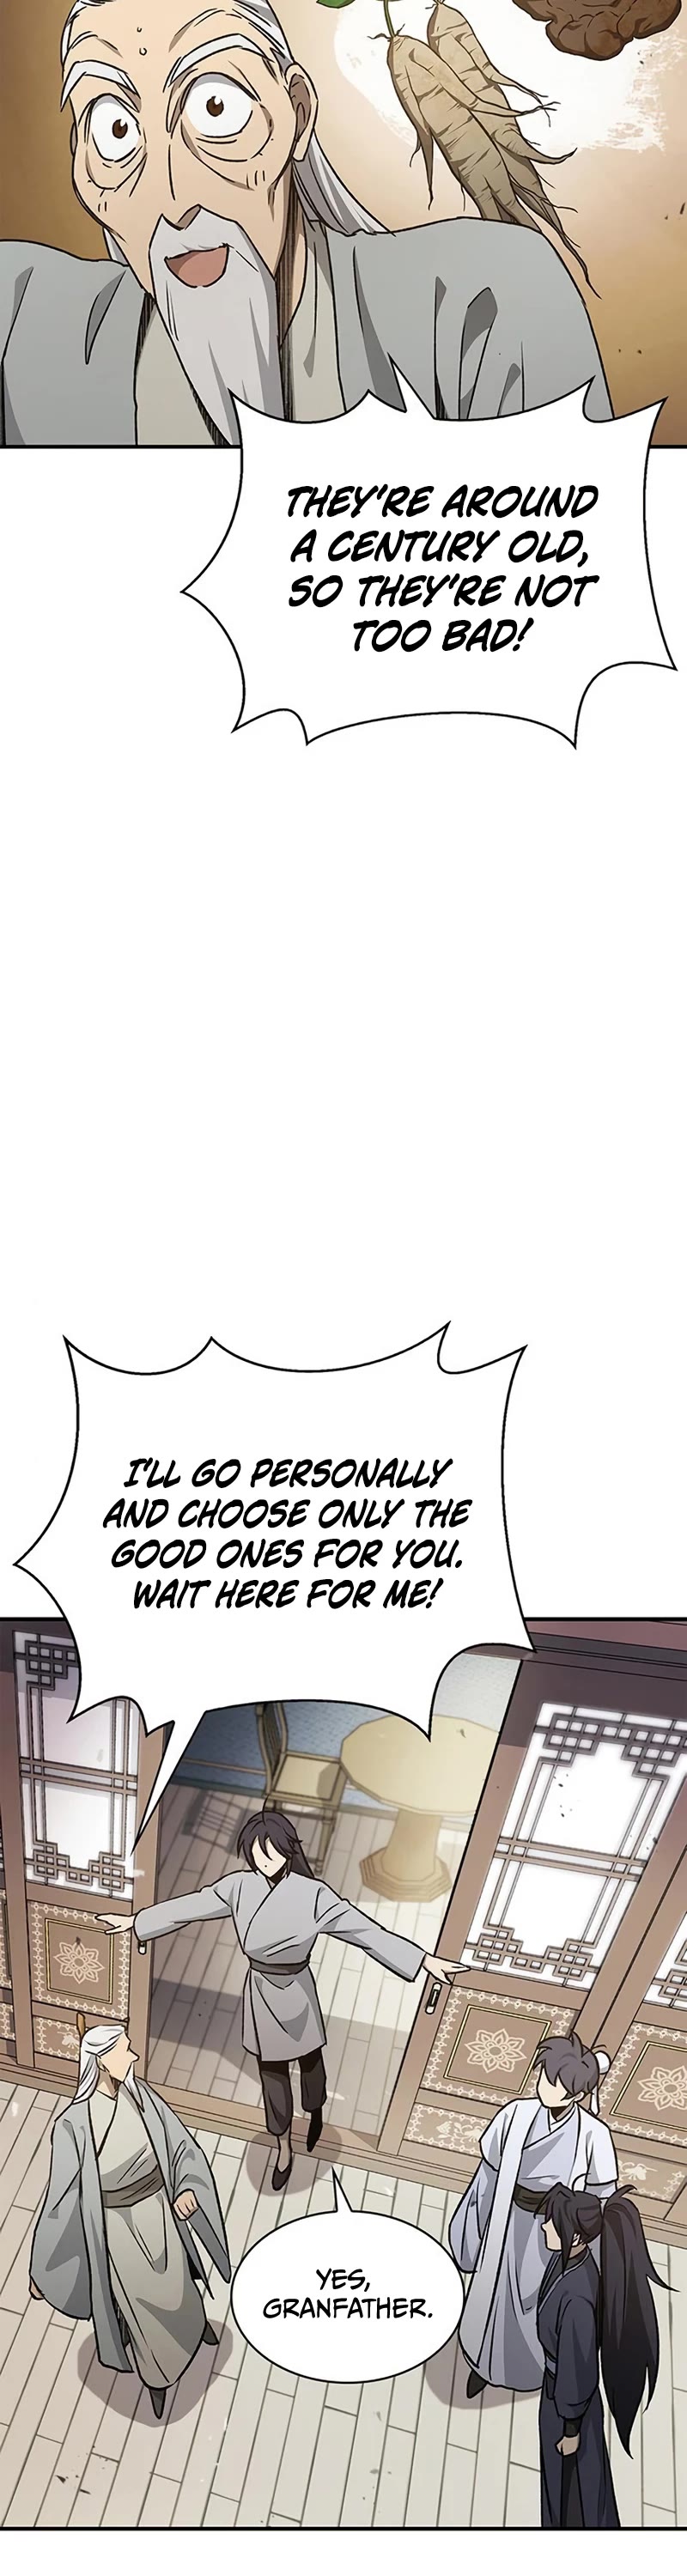 THEY'RE AROUND
A CENTURY OLD,
SO THEY'RE NOT
TOO BAD!
I'LL GO PERSONALLY
AND CHOOSE ONLY THE
GOOD ONES FOR YOU.
WAIT HERE FOR ME!
YES,
GRANFATHER.